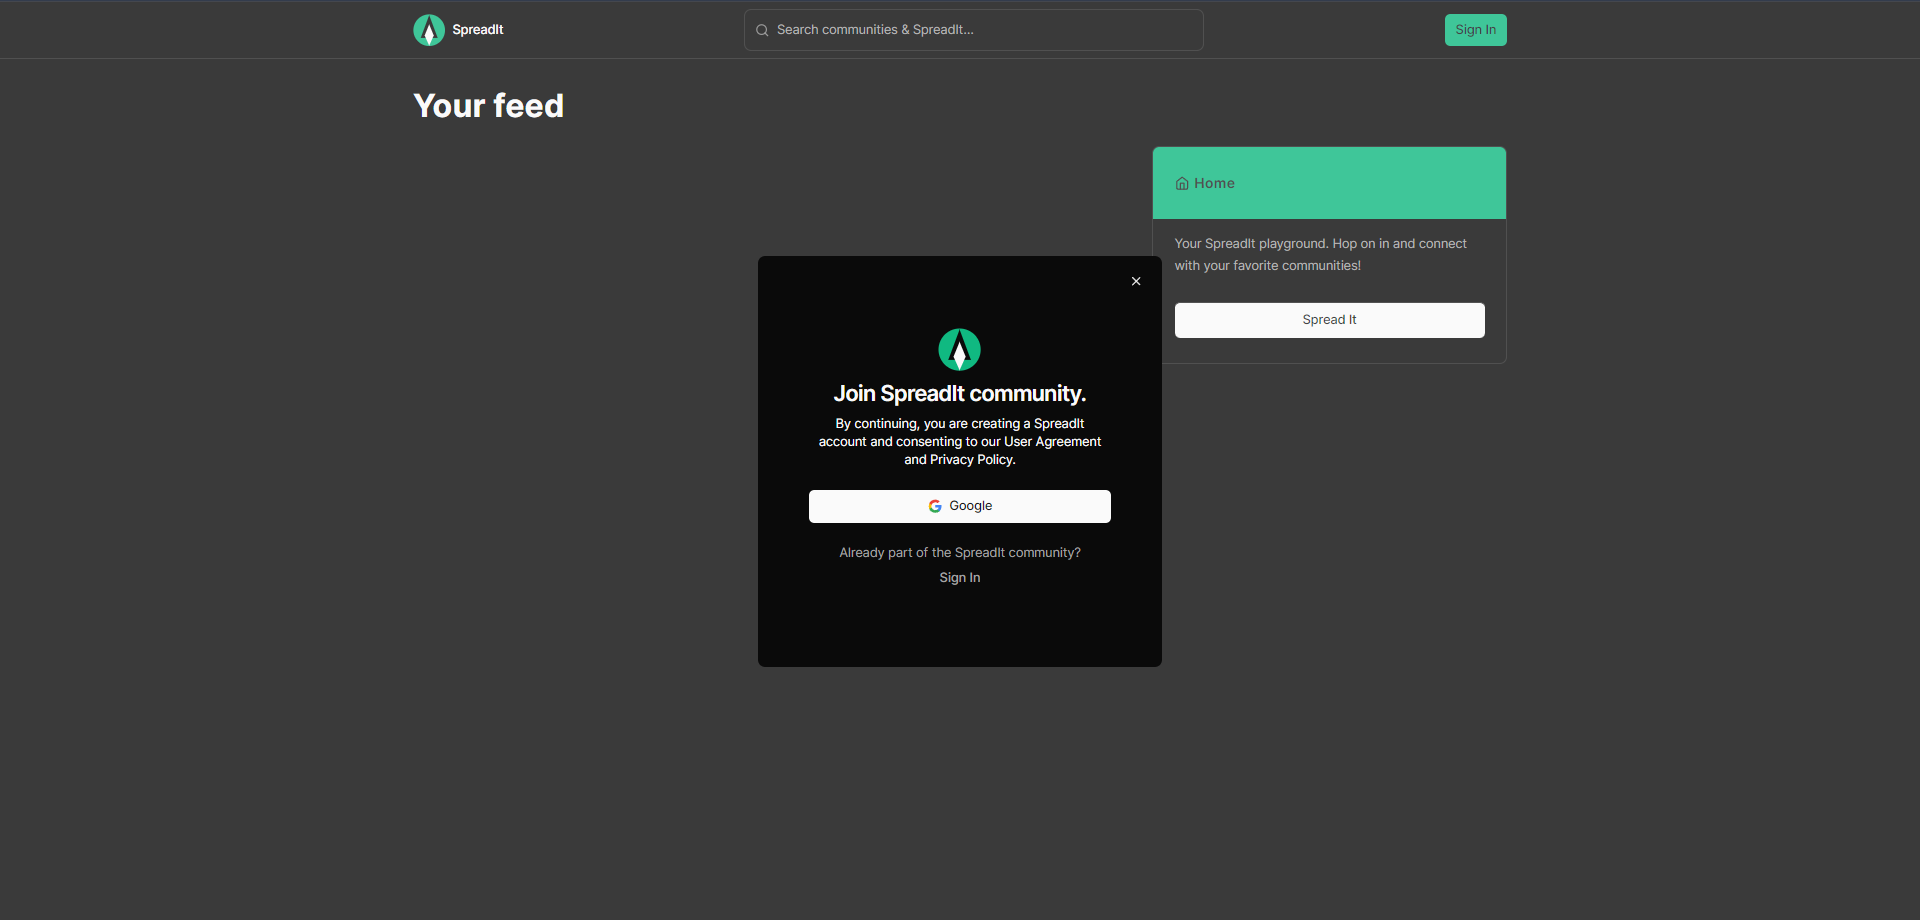 SpreadIt
Search communities & SpreadIt...
Sign In
Your feed
Home
Your SpreadIt playground. Hop on in and connect
with your favorite communities!
Spread It
Join SpreadIt community.
By continuing, you are creating a SpreadIt
account and consenting to our User Agreement
and Privacy Policy.
Google
Already part of the SpreadIt community?
Sign In